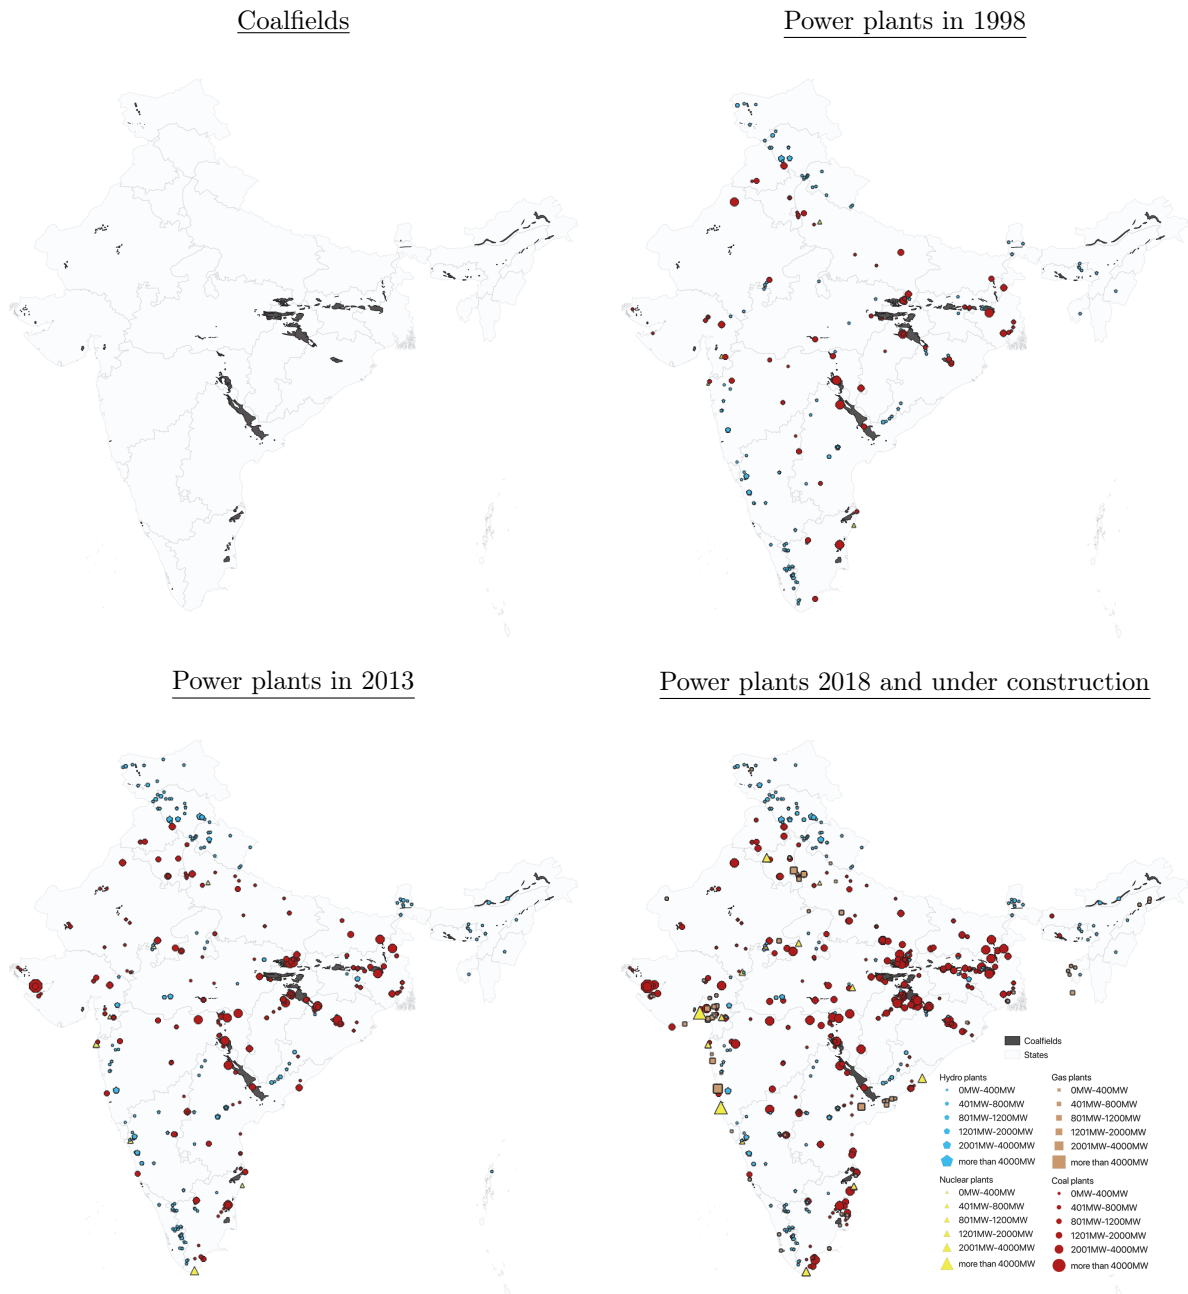 Coalfields
Power plants in 1998
Power plants in 2013
Power plants 2018 and under construction
Coalfields
States
Hydro plants
0MW-400MW
401MW-800MW
801MW-1200MW
1201MW-2000MW
2001MW-4000MW
more than 4000MW
Gas plants
0MW-400MW
401MW-800MW
801MW-1200MW
1201MW-2000MW
2001MW-4000MW
more than 4000MW
Nuclear plants
0MW-400MW
401MW-800MW
801MW-1200MW
1201MW-2000MW
2001MW-4000MW
more than 4000MW
Coal plants
0MW-400MW
401MW-800MW
801MW-1200MW
1201MW-2000MW
2001MW-4000MW
more than 4000MW